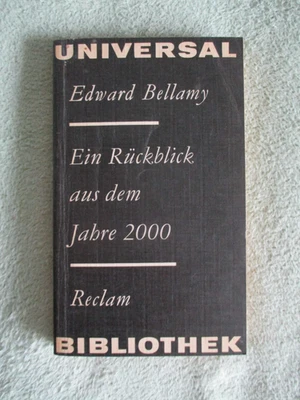 UNIVERSAL
Edward Bellamy
Ein Rückblick
aus dem
Jahre 2000
Reclam
BIBLIOTHEK